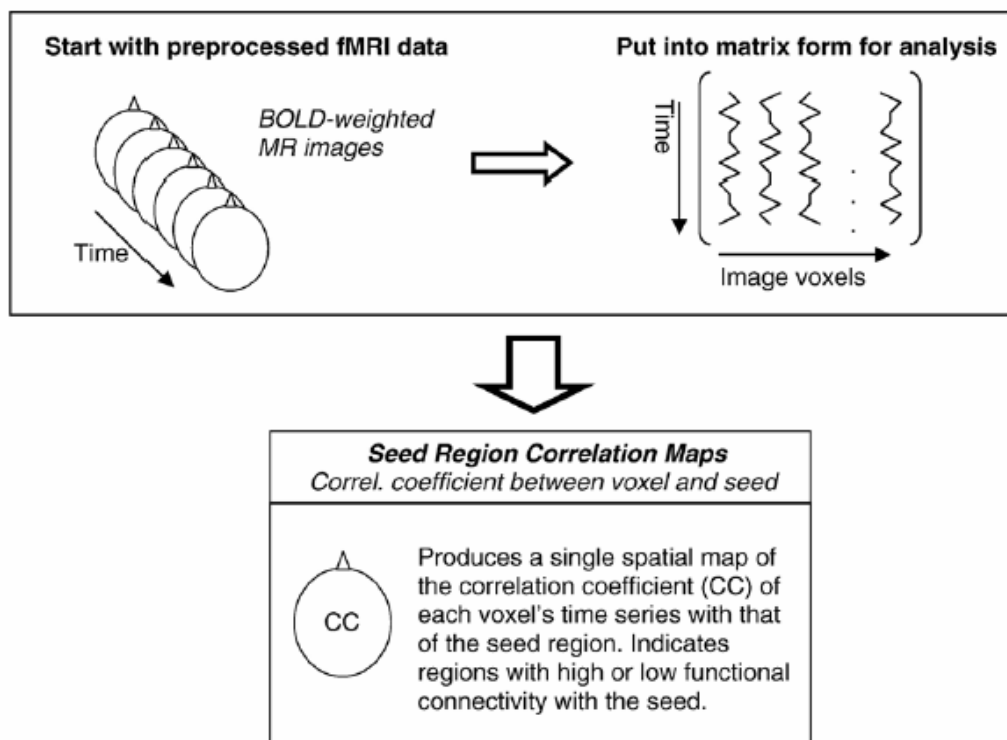 Start with preprocessed fMRI data
Put into matrix form for analysis
BOLD-weighted
MR images
Time
Time
Image voxels
Seed Region Correlation Maps
Correl. coefficient between voxel and seed
CC
Produces a single spatial map of
the correlation coefficient (CC) of
each voxel's time series with that
of the seed region. Indicates
regions with high or low functional
connectivity with the seed.